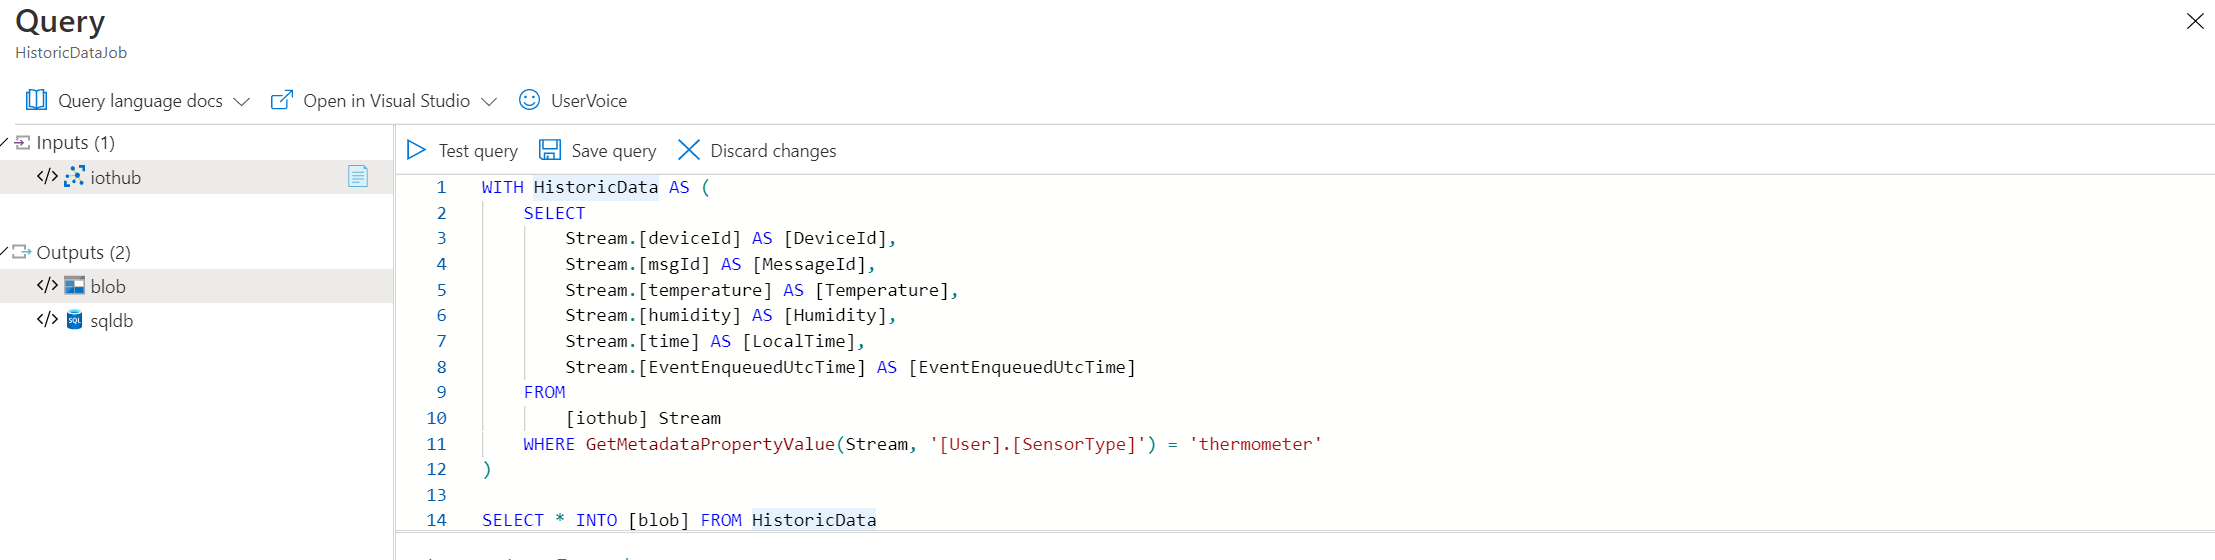 Query
HistoricDataJob
Query language docs
Open in Visual Studio
UserVoice
Inputs (1)
</> iothub
Outputs (2)
</> blob
</> sqldb
Test query
Save query
Discard changes
1 WITH HistoricData AS (
2 SELECT
3 Stream.[deviceId] AS [DeviceId],
4 Stream.[msgId] AS [MessageId],
5 Stream.[temperature] AS [Temperature],
6 Stream.[humidity] AS [Humidity],
7 Stream.[time] AS [LocalTime],
8 Stream.[EventEnqueuedUtcTime] AS [EventEnqueuedUtcTime]
9 FROM
10 [iothub] Stream
11 WHERE GetMetadataPropertyValue(Stream, '[User].[SensorType]') = 'thermometer'
12 )
13
14 SELECT * INTO [blob] FROM HistoricData